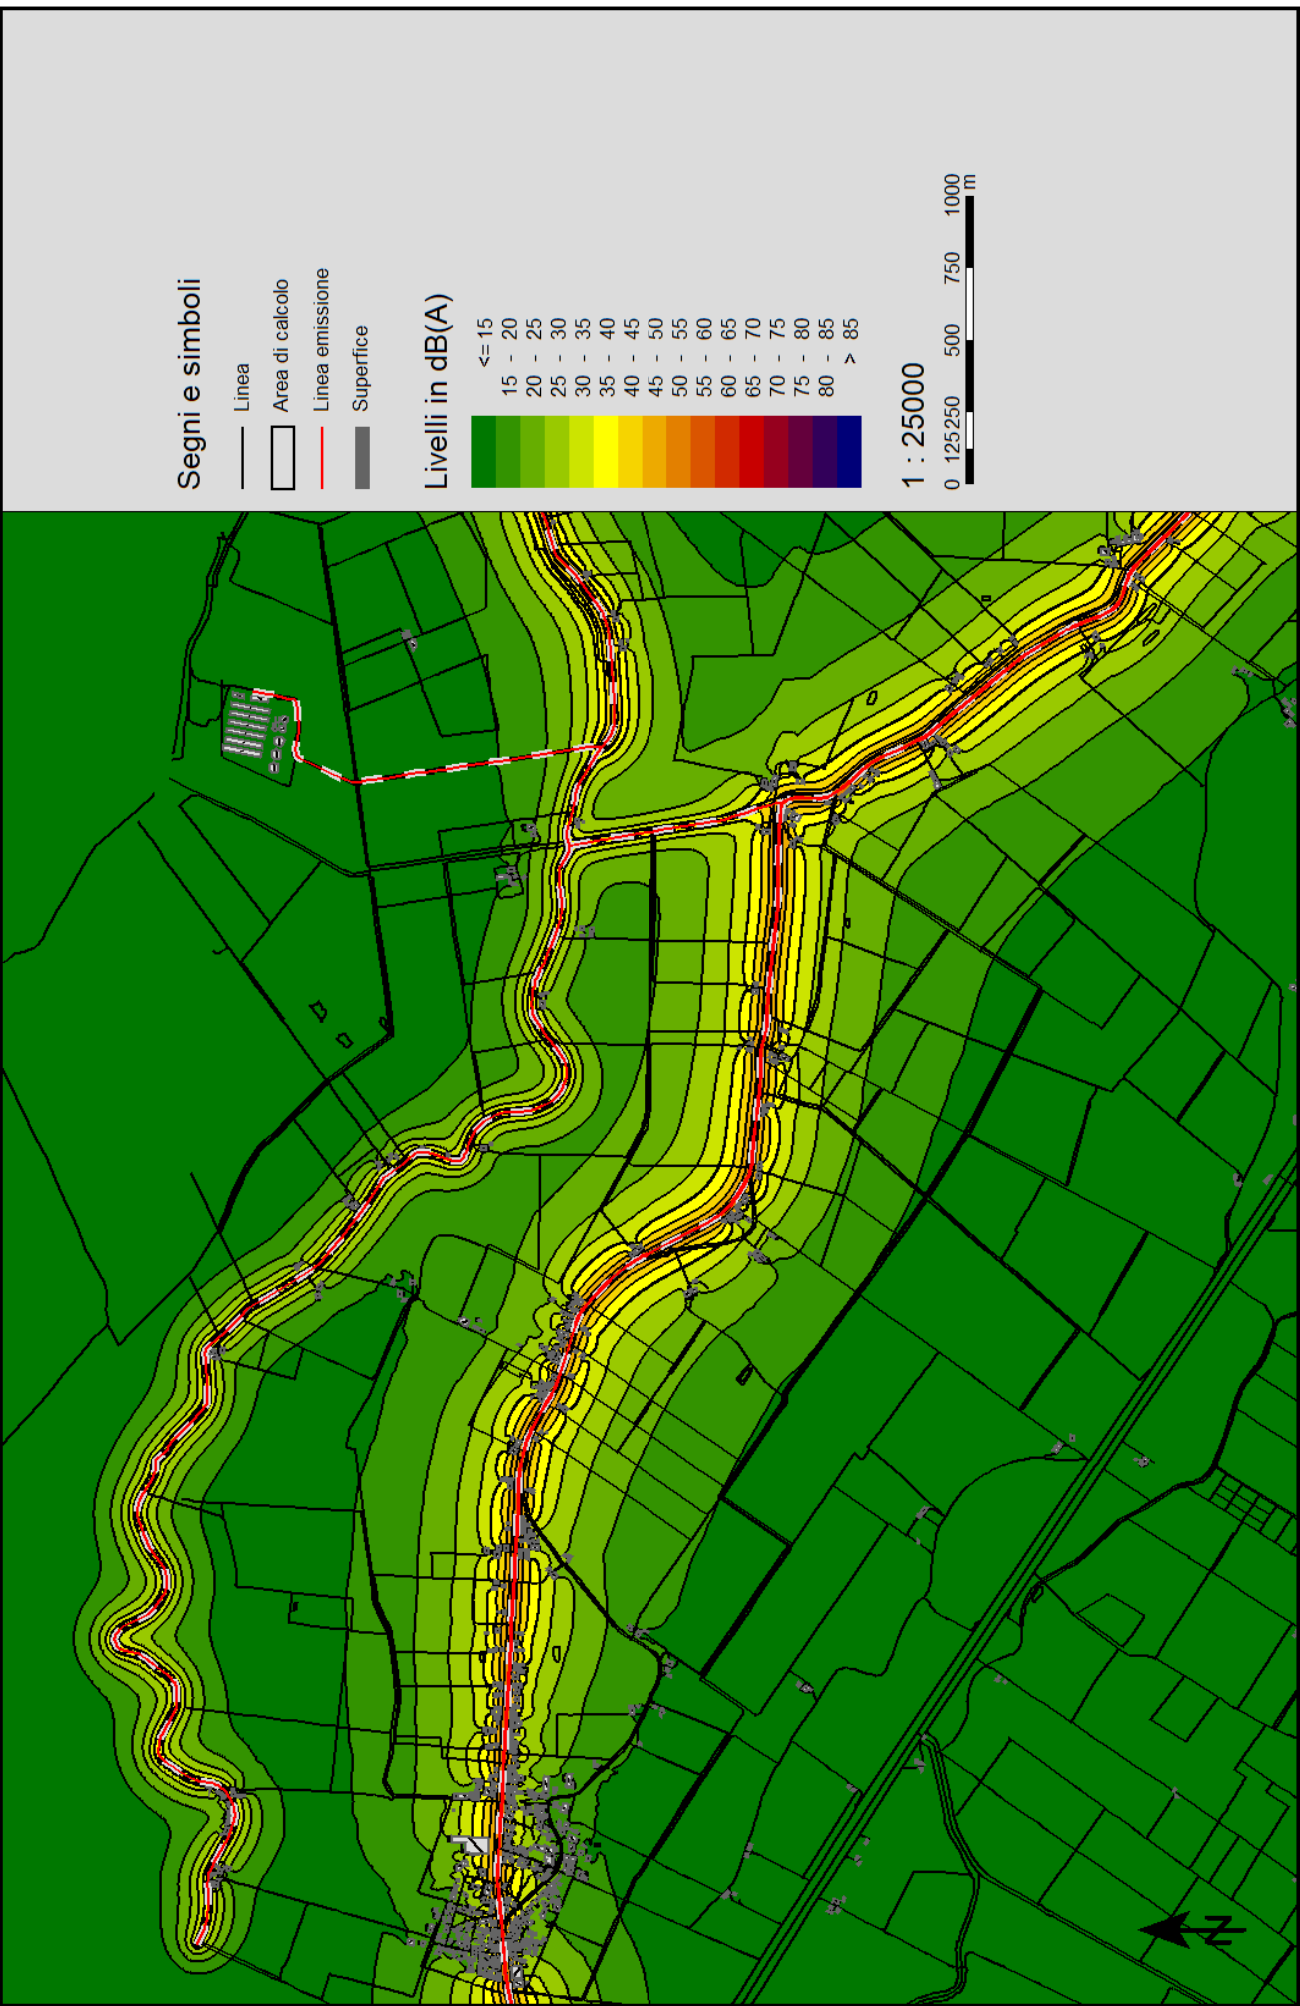 Segni e simboli
Linea
Area di calcolo
Linea emissione
Superfice
Livelli in dB(A)
<= 15
15 - 20
20 - 25
25 - 30
30 - 35
35 - 40
40 - 45
45 - 50
50 - 55
55 - 60
60 - 65
65 - 70
70 - 75
75 - 80
80 - 85
> 85
1 : 25000
0 125 250 500 750 1000
m
N